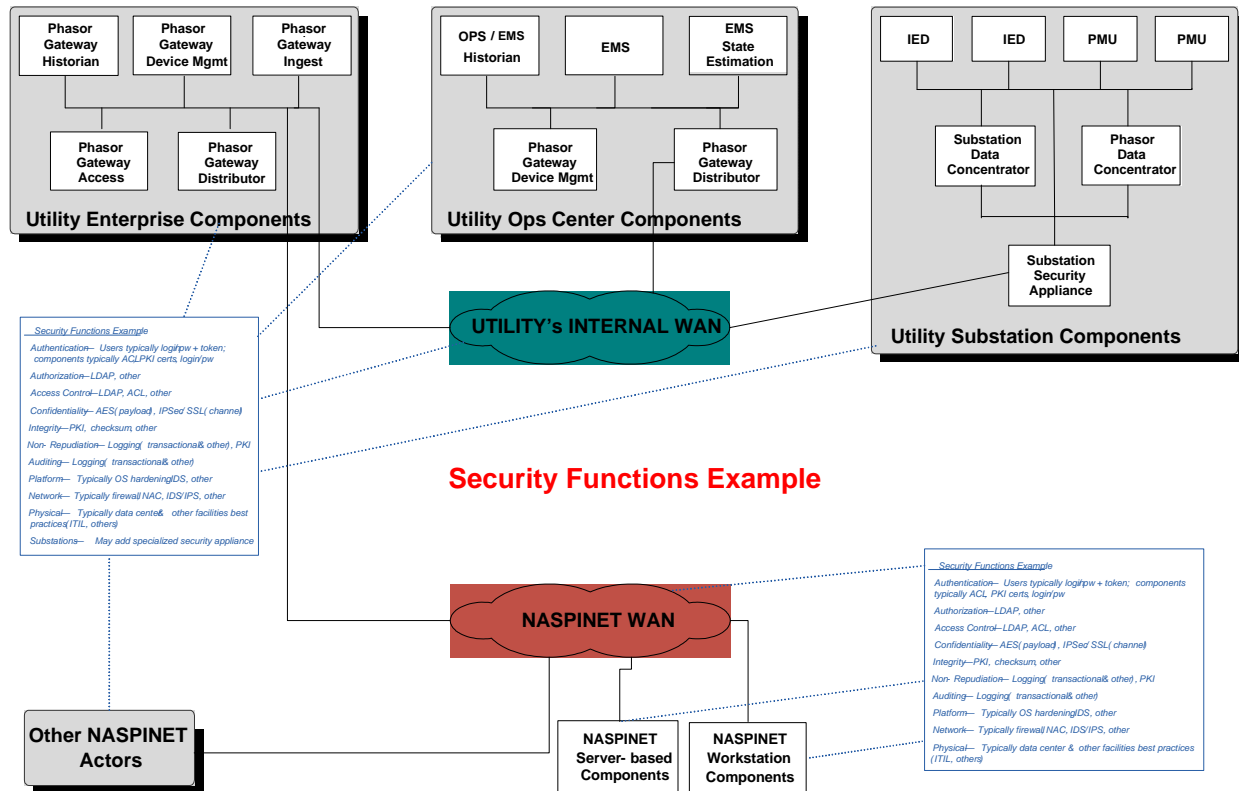 Phasor
Gateway
Historian
Phasor
Gateway
Device Mgmt
Phasor
Gateway
Ingest
Phasor
Gateway
Access
Phasor
Gateway
Distributor
Utility Enterprise Components
OPS / EMS
Historian
EMS
EMS
State
Estimation
Phasor
Gateway
Device Mgmt
Phasor
Gateway
Distributor
Utility Ops Center Components
IED
IED
PMU
PMU
Substation
Data
Concentrator
Phasor
Data
Concentrator
Substation
Security
Appliance
Utility Substation Components
UTILITY's INTERNAL WAN
Security Functions Example
Authentication— Users typically login/pw + token;
components typically ACL, PKI certs, login/pw
Authorization—LDAP, other
Access Control—LDAP, ACL, other
Confidentiality—AES( payload), IPSec/ SSL( channel)
Integrity—PKI, checksum, other
Non- Repudiation— Logging( transactional& other) , PKI
Auditing— Logging( transactional& other)
Platform— Typically OS hardening, IDS, other
Network— Typically firewall, NAC, IDS/IPS, other
Physical— Typically data center& other facilities best
practices( ITIL, others)
Substations— May add specialized security appliance
Security Functions Example
NASPINET WAN
Security Functions Example
Authentication— Users typically login/pw + token; components
typically ACL, PKI certs, login/pw
Authorization—LDAP, other
Access Control—LDAP, ACL, other
Confidentiality—AES( payload), IPSec/ SSL( channel)
Integrity—PKI, checksum, other
Non- Repudiation— Logging( transactional& other) , PKI
Auditing— Logging( transactional& other)
Platform— Typically OS hardening, IDS, other
Network— Typically firewall, NAC, IDS/IPS, other
Physical— Typically data center & other facilities best practices
( ITIL, others)
Other NASPINET
Actors
NASPINET
Server- based
Components
NASPINET
Workstation
Components